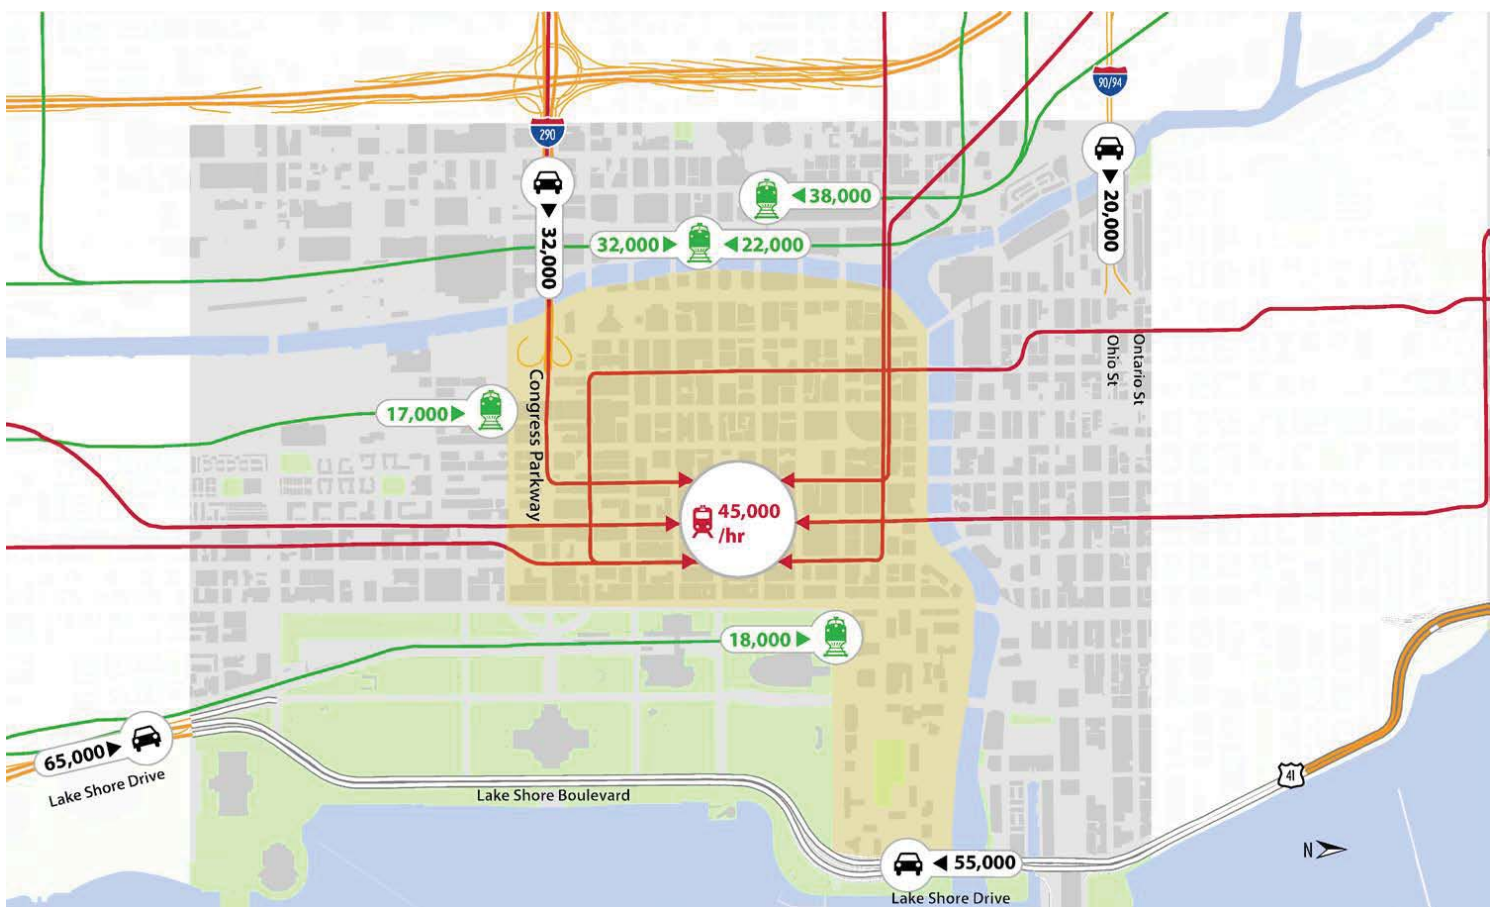 90/94
290
20,000
38,000
32,000
32,000
22,000
Ontario St
Ohio St
Congress Parkway
17,000
45,000
/hr
18,000
65,000
Lake Shore Drive
Lake Shore Boulevard
41
N
55,000
Lake Shore Drive